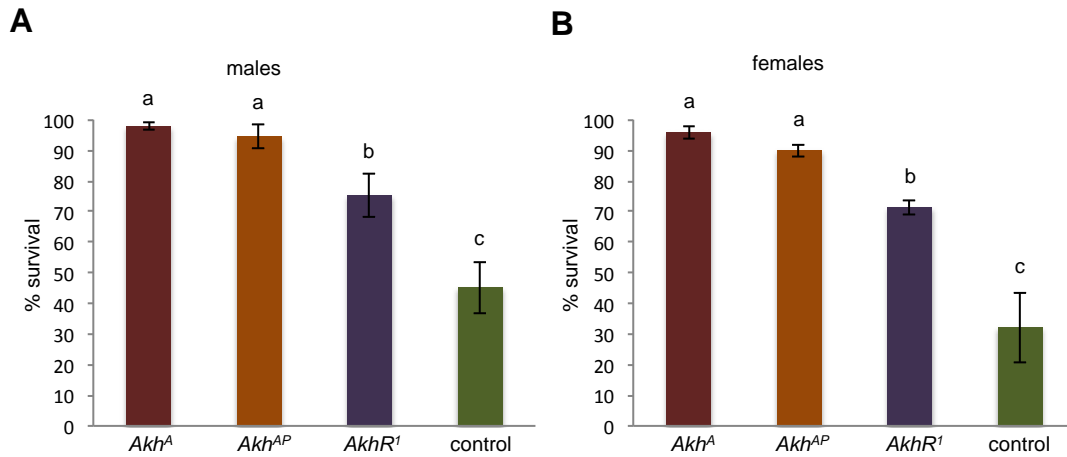 A
males
a
a
b
c
% survival
100
90
80
70
60
50
40
30
20
10
0
Akhᴬ
Akhᴬᴾ
AkhR¹
control
B
females
a
a
b
c
% survival
100
90
80
70
60
50
40
30
20
10
0
Akhᴬ
Akhᴬᴾ
AkhR¹
control